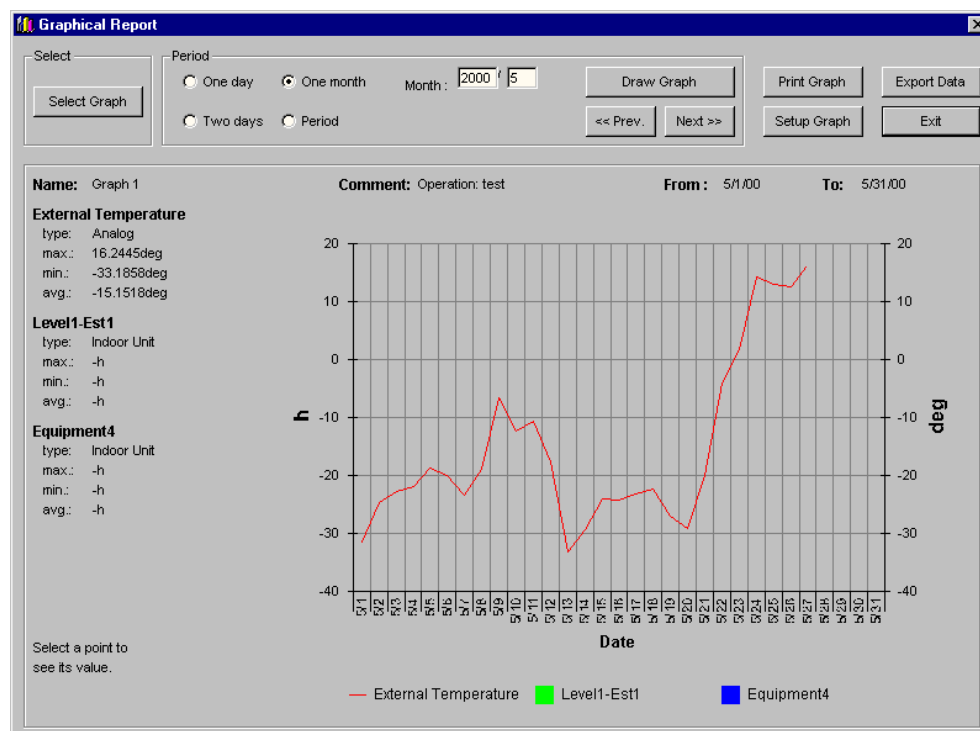 Graphical Report
Select
Select Graph
Period
One day
One month
Month :
2000 / 5
Draw Graph
Two days
Period
<< Prev.
Next >>
Print Graph
Export Data
Setup Graph
Exit
Name: Graph 1
Comment: Operation: test
From : 5/1/00
To: 5/31/00
External Temperature
type: Analog
max.: 16.2445deg
min.: -33.1858deg
avg.: -15.1518deg
Level1-Est1
type: Indoor Unit
max.: -h
min.: -h
avg.: -h
Equipment4
type: Indoor Unit
max.: -h
min.: -h
avg.: -h
Select a point to
see its value.
20
10
0
-10
-20
-30
-40
h
20
10
0
-10
-20
-30
-40
deg
5/1
5/2
5/3
5/4
5/5
5/6
5/7
5/8
5/9
5/10
5/11
5/12
5/13
5/14
5/15
5/16
5/17
5/18
5/19
5/20
5/21
5/22
5/23
5/24
5/25
5/26
5/27
5/28
5/29
5/30
5/31
Date
External Temperature
Level1-Est1
Equipment4